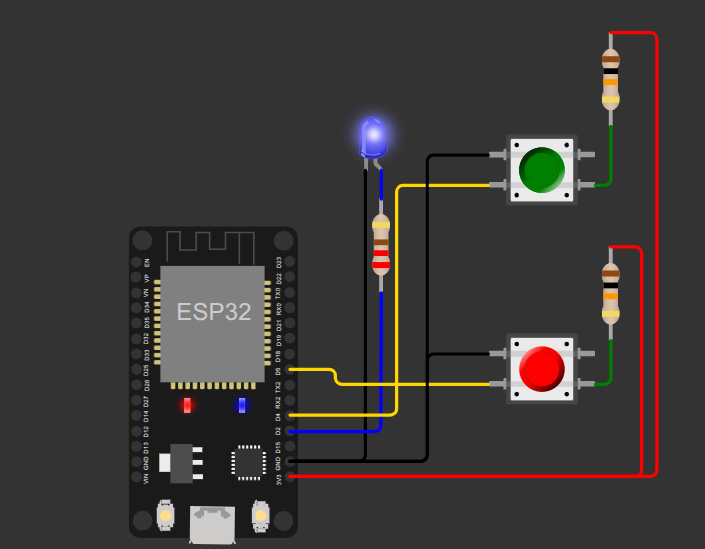 ESP32
EN
VP
VN
D34
D35
D32
D33
D25
D26
D27
D14
D12
D13
GND
VIN
D23
D22
TX0
RX0
D21
D19
D18
D5
TX2
RX2
D4
D2
D15
GND
3V3